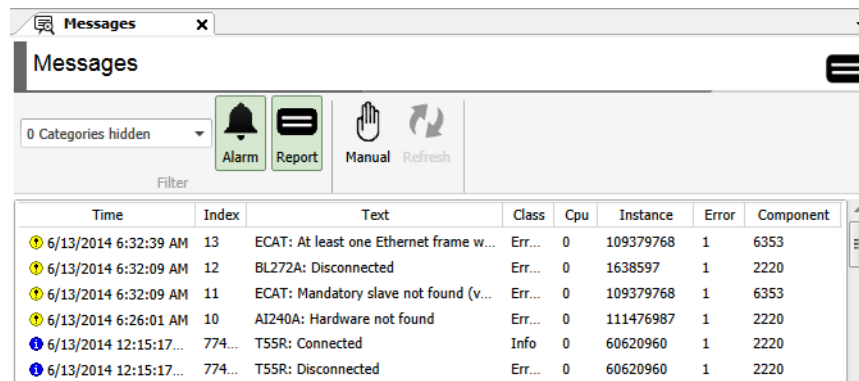 Messages
Messages
0 Categories hidden
Alarm Report Manual Refresh
Filter
Time Index Text Class Cpu Instance Error Component
6/13/2014 6:32:39 AM 13 ECAT: At least one Ethernet frame w... Err... 0 109379768 1 6353
6/13/2014 6:32:09 AM 12 BL272A: Disconnected Err... 0 1638597 1 2220
6/13/2014 6:32:09 AM 11 ECAT: Mandatory slave not found (v... Err... 0 109379768 1 6353
6/13/2014 6:26:01 AM 10 AI240A: Hardware not found Err... 0 111476987 1 2220
6/13/2014 12:15:17... 774... T55R: Connected Info 0 60620960 1 2220
6/13/2014 12:15:17... 774... T55R: Disconnected Err... 0 60620960 1 2220